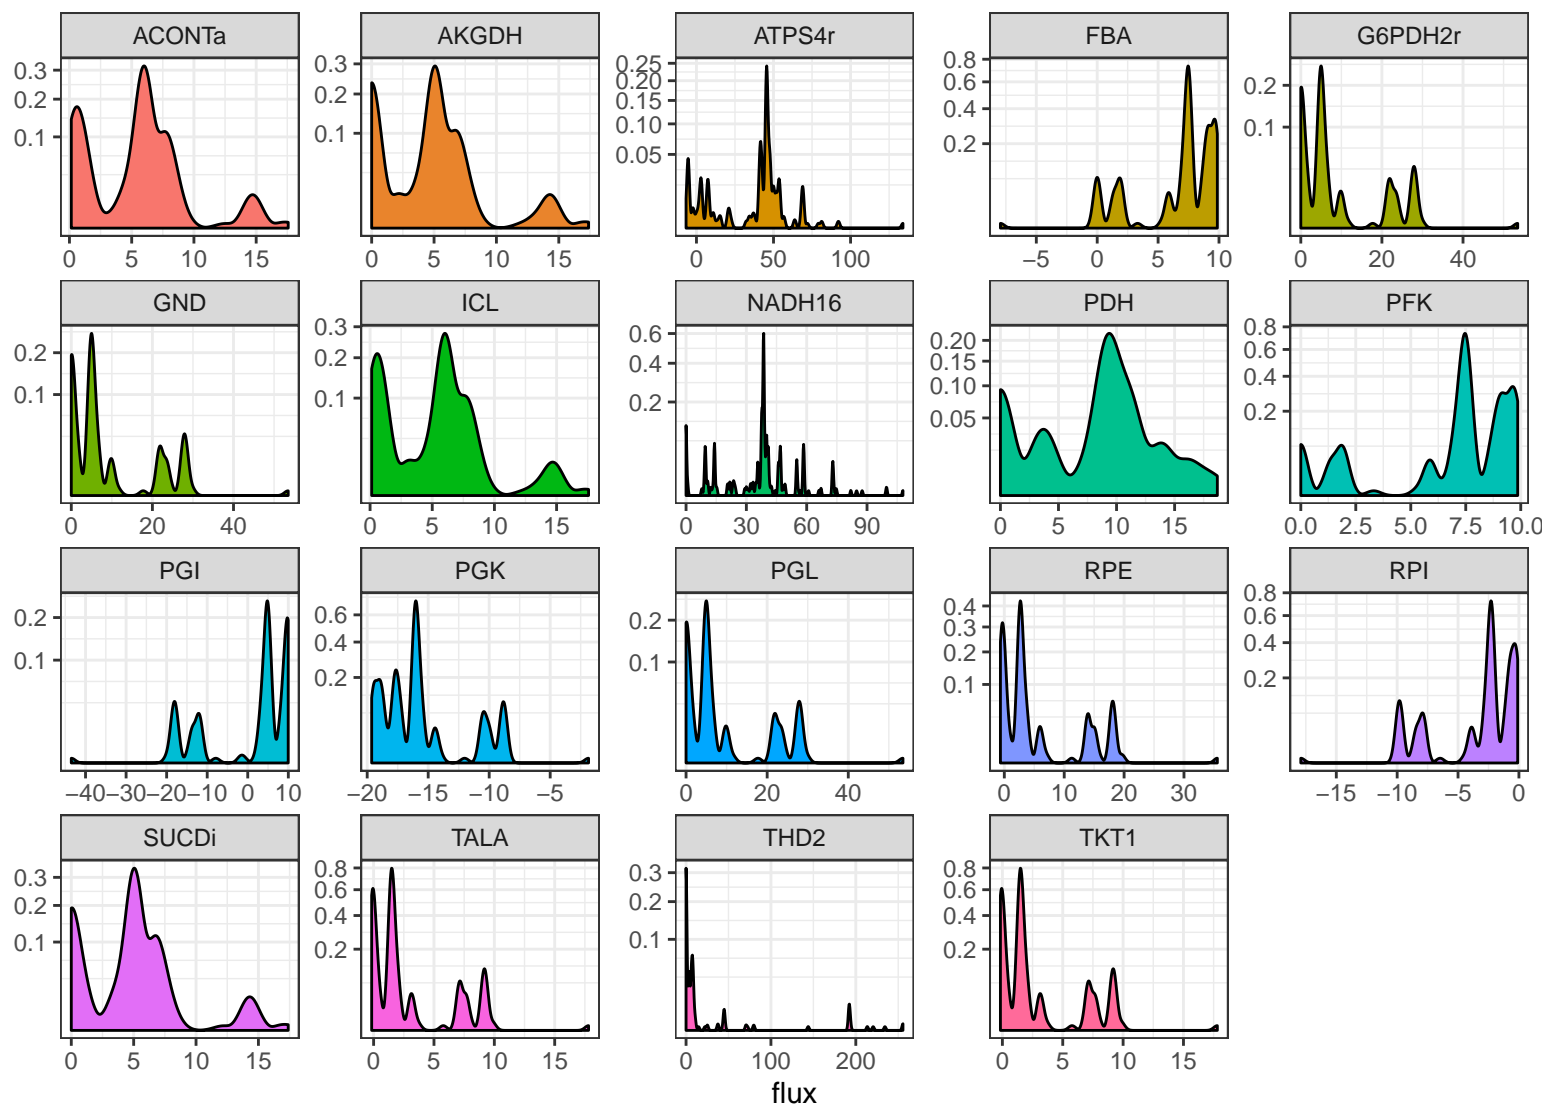 ACONTa AKGDH ATPS4r FBA G6PDH2r
0.3 0.2 0.1 0.3 0.2 0.1 0.25 0.20 0.15 0.10 0.05 0.8 0.6 0.4 0.2 0.2 0.1
0 5 10 15 0 5 10 15 0 50 100 −5 0 5 10 0 20 40
GND ICL NADH16 PDH PFK
0.2 0.1 0.3 0.2 0.1 0.6 0.4 0.2 0.20 0.15 0.10 0.05 0.8 0.6 0.4 0.2
0 20 40 0 5 10 15 0 30 60 90 0 5 10 15 0.0 2.5 5.0 7.5 10.0
PGI PGK PGL RPE RPI
0.2 0.1 0.6 0.4 0.2 0.2 0.1 0.4 0.3 0.2 0.1 0.8 0.6 0.4 0.2
−40 −30 −20 −10 0 10 −20 −15 −10 −5 0 20 40 0 10 20 30 −15 −10 −5 0
SUCDi TALA THD2 TKT1
0.3 0.2 0.1 0.8 0.6 0.4 0.2 0.3 0.2 0.1 0.8 0.6 0.4 0.2
0 5 10 15 0 5 10 15 0 100 200 0 5 10 15
flux